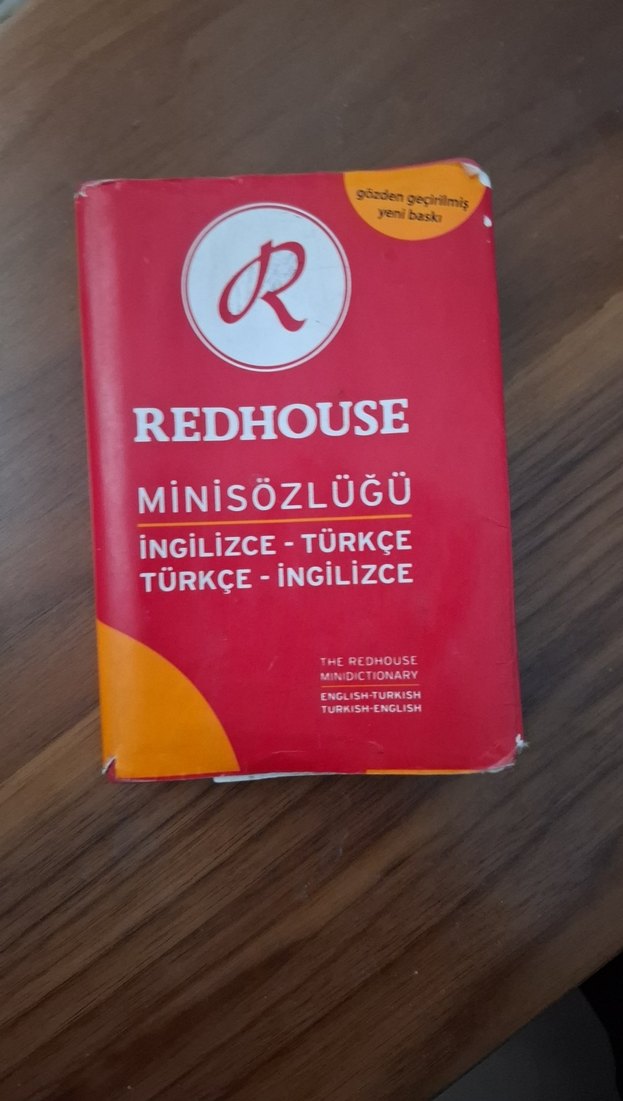 gözden geçirilmiş
yeni baskı
R
REDHOUSE
MİNİSÖZLÜĞÜ
İNGİLİZCE - TÜRKÇE
TÜRKÇE - İNGİLİZCE
THE REDHOUSE
MINIDICTIONARY
ENGLISH-TURKISH
TURKISH-ENGLISH